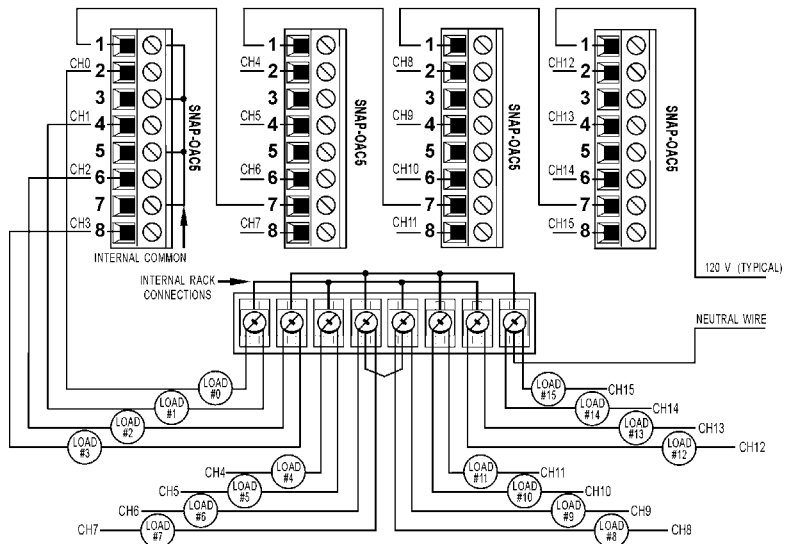 1
CH0 2
3
CH1 4
5
CH2 6
7
CH3 8
SNAP-OAC5
INTERNAL COMMON
1
CH4 2
3
CH5 4
5
CH6 6
7
CH7 8
SNAP-OAC5
1
CH8 2
3
CH9 4
5
CH10 6
7
CH11 8
SNAP-OAC5
1
CH12 2
3
CH13 4
5
CH14 6
7
CH15 8
SNAP-OAC5
120 V (TYPICAL)
INTERNAL RACK
CONNECTIONS
NEUTRAL WIRE
LOAD
#0
LOAD
#1
LOAD
#2
LOAD
#3
LOAD
#15
CH15
LOAD
#14
CH14
LOAD
#13
CH13
LOAD
#12
CH12
CH4
LOAD
#4
CH5
LOAD
#5
CH6
LOAD
#6
CH7
LOAD
#7
LOAD
#11
CH11
LOAD
#10
CH10
LOAD
#9
CH9
LOAD
#8
CH8